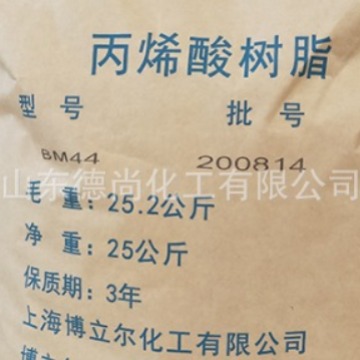 丙烯酸树脂
型号 批号
BM44 200814
山东德尚化工有限公司
毛重:25.2公斤
净重:25公斤
保质期:3年
上海博立尔化工有限公司